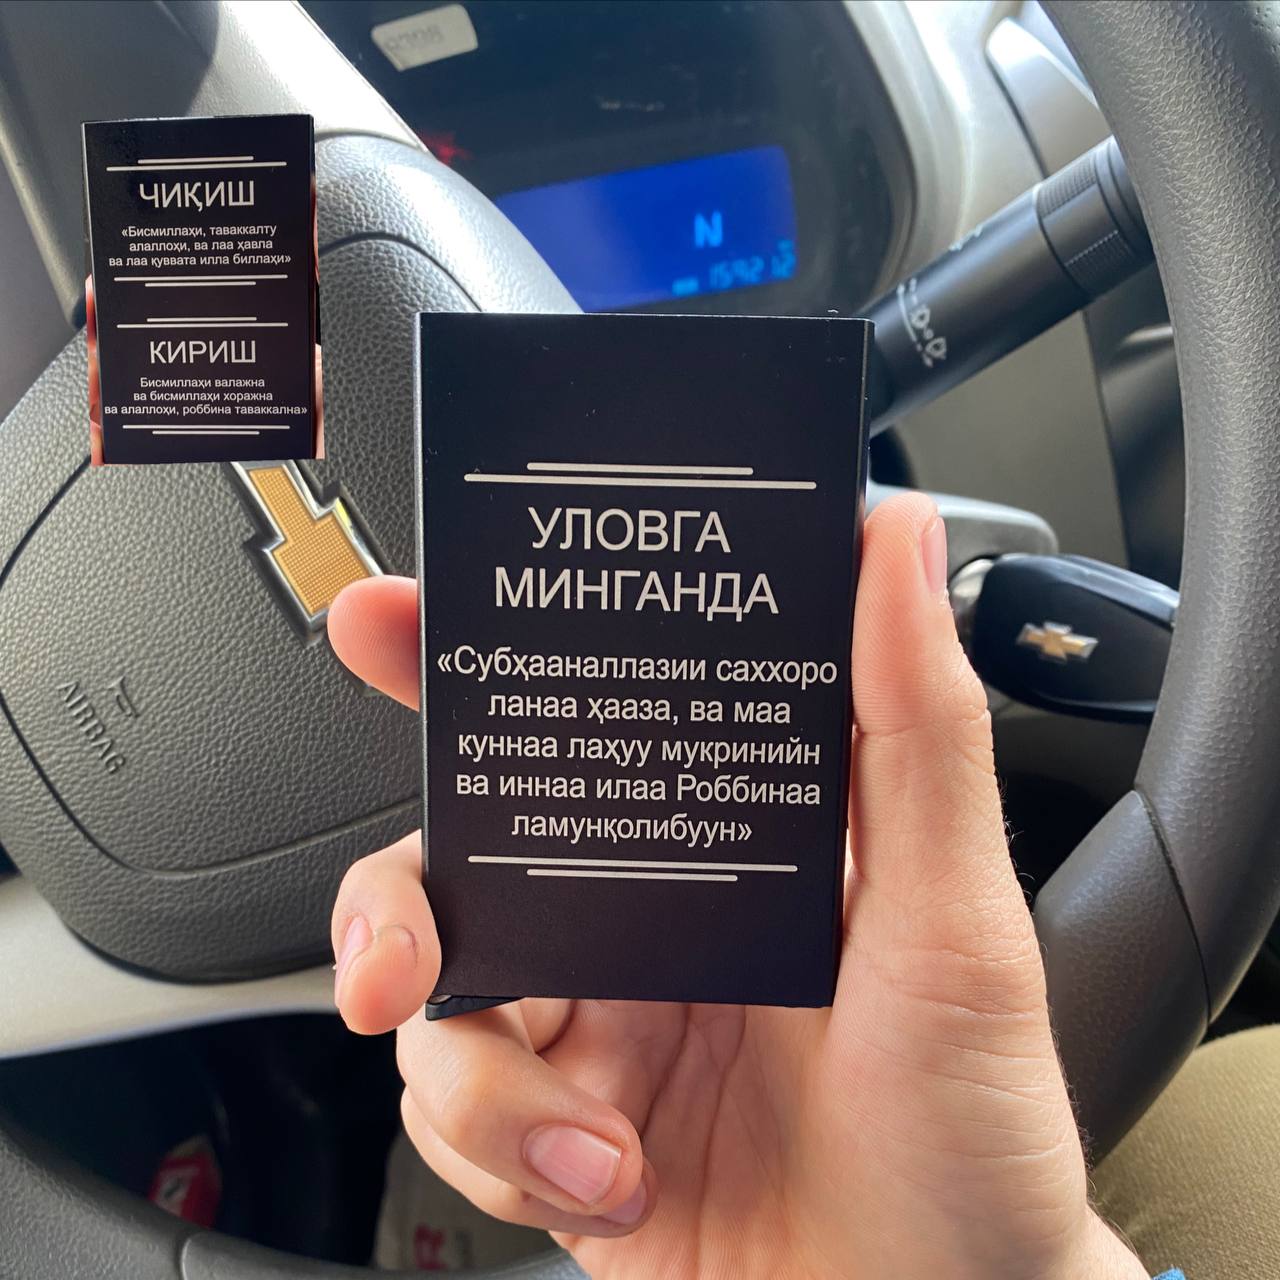 ЧИҚИШ
«Бисмиллаҳи, таваккалту
алаллоҳи, ва лаа ҳавла
ва лаа қуввата илла биллаҳи»
КИРИШ
Бисмиллаҳи валажна
ва бисмиллаҳи хоражна
ва алаллоҳи, роббина таваккална»
N
УЛОВГА
МИНГАНДА
«Субҳааналлазии саххоро
ланаа ҳааза, ва маа
куннаа лаҳуу мукринийн
ва иннаа илаа Роббинаа
ламунқолибуун»
AIRBAG